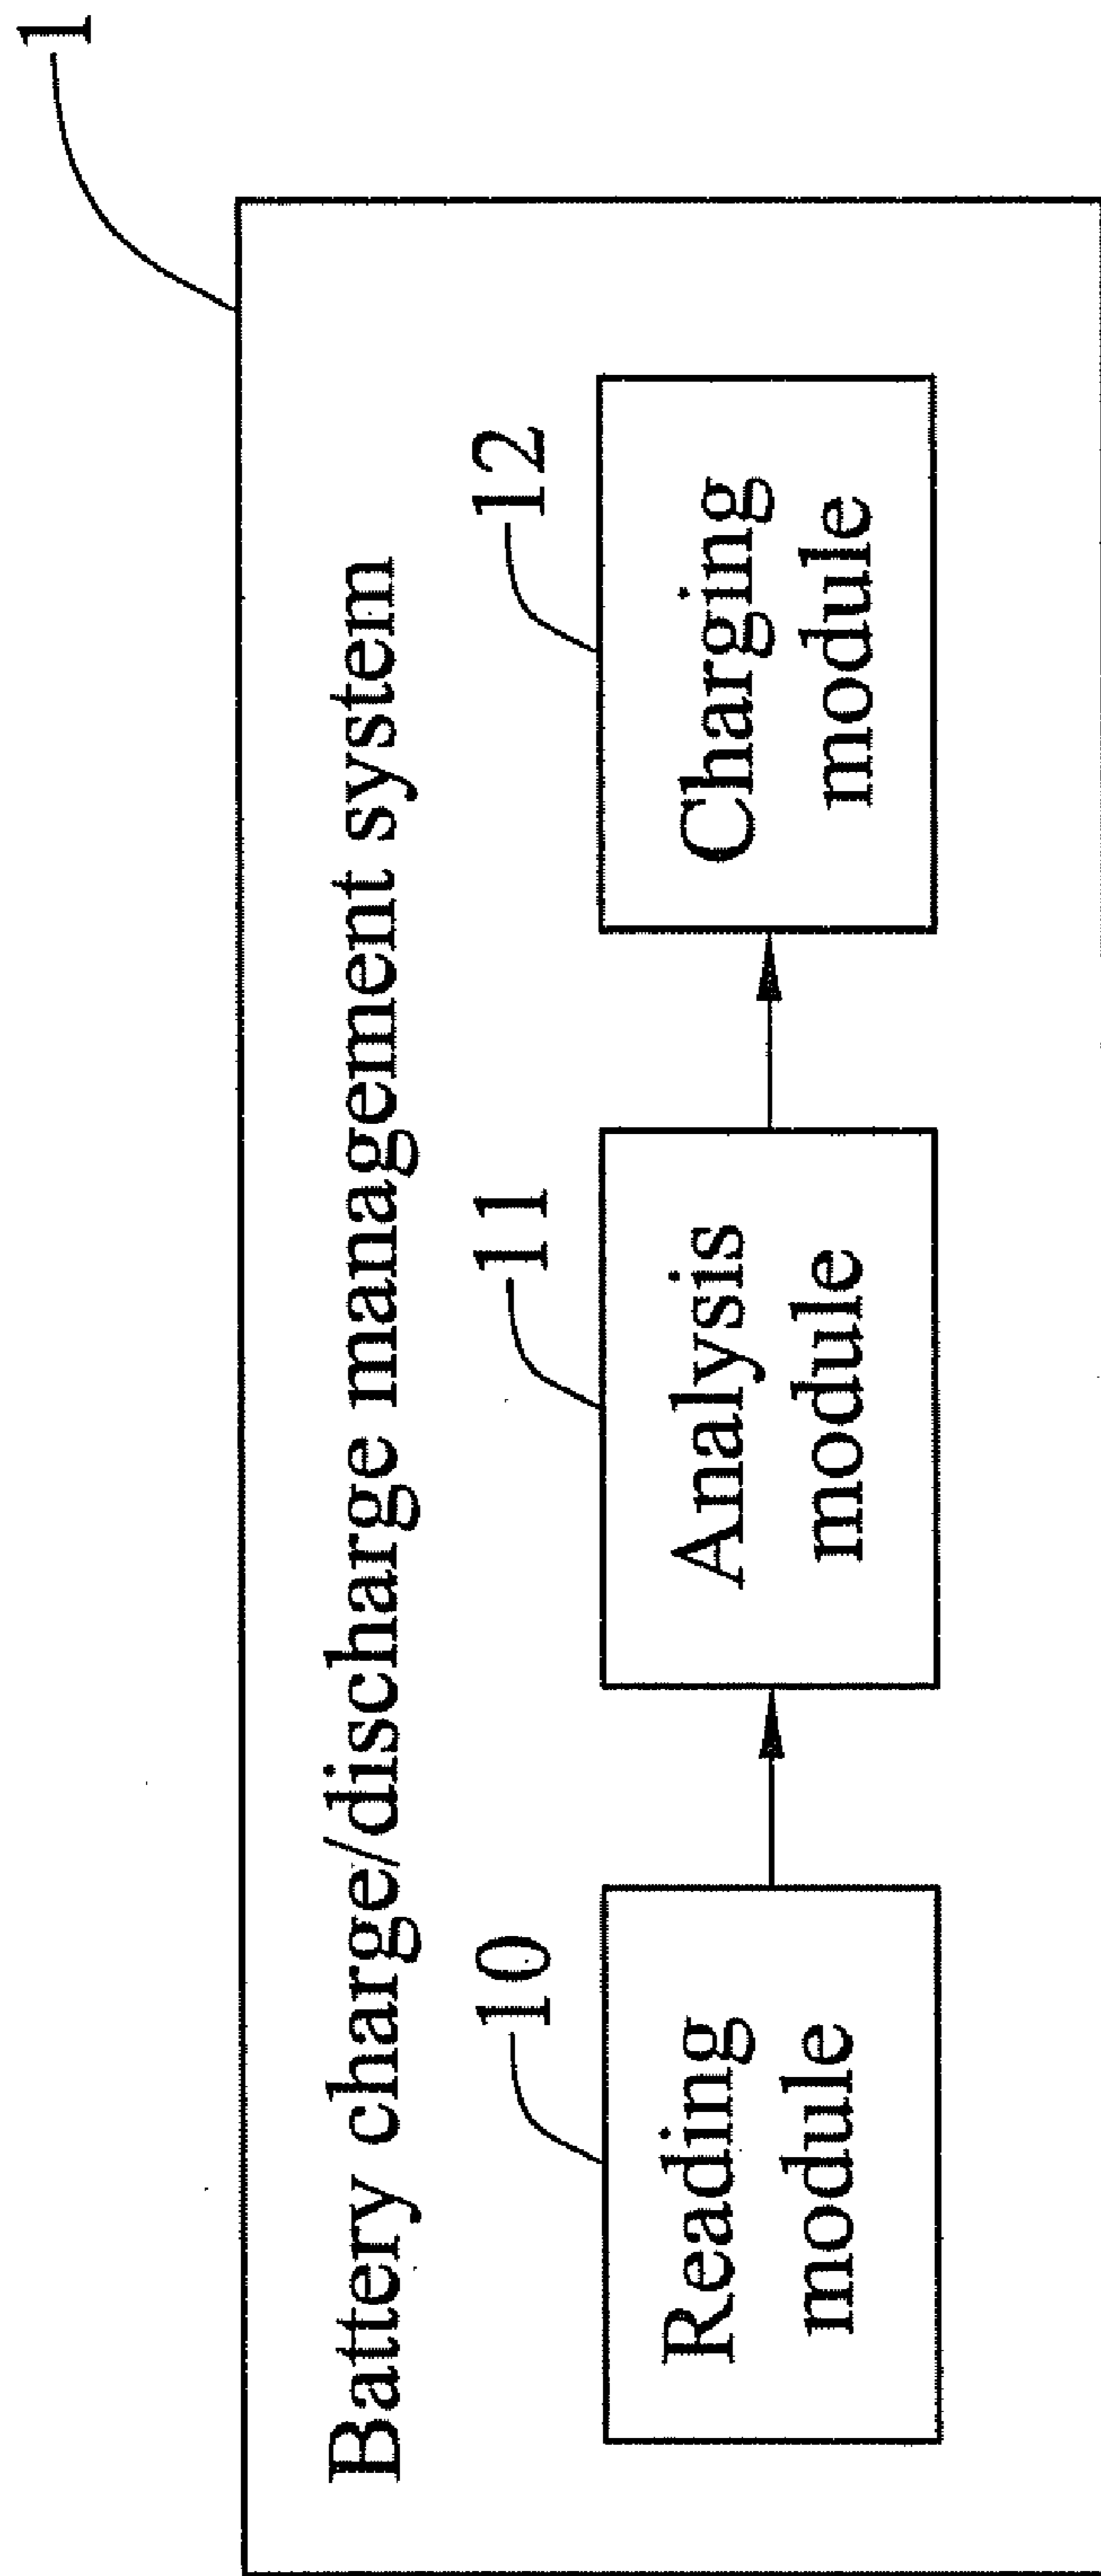 1
Battery charge/discharge management system
10
11
12
Reading
module
Analysis
module
Charging
module